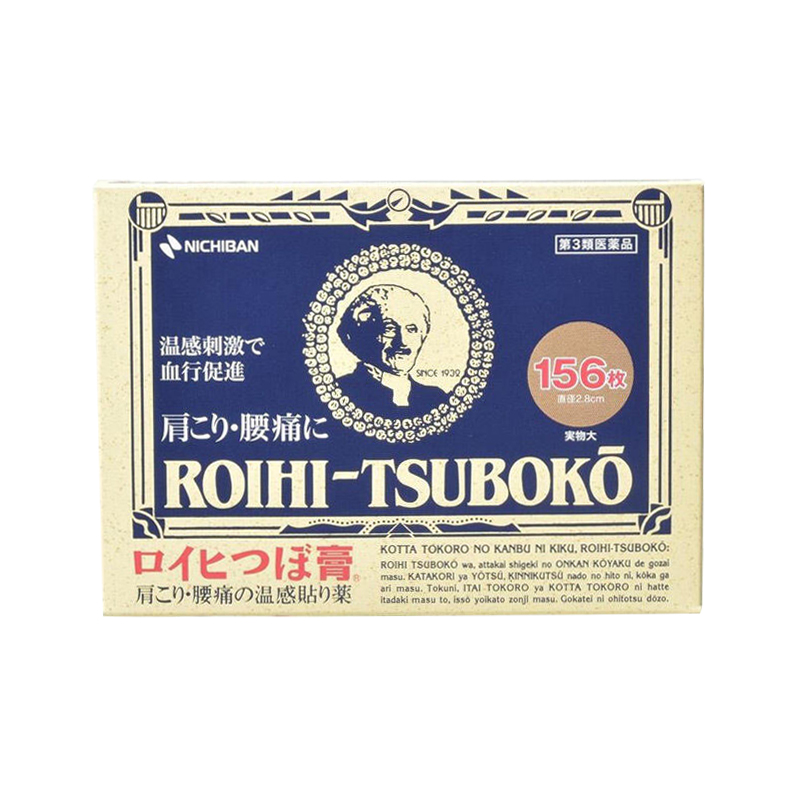 NICHIBAN
第3類医薬品
温感刺激で
血行促進
SINCE 1932
156枚
直径2.8cm
実物大
肩こり・腰痛に
ROIHI-TSUBOKŌ
ロイヒつぼ膏®
肩こり・腰痛の温感貼り薬
KOTTA TOKORO NO KANBU NI KIKU, ROIHI-TSUBOKŌ:
ROIHI TSUBOKŌ wa, attakai shigeki no ONKAN KŌYAKU de gozai
masu. KATAKORI ya YŌTSŪ, KINNIKUTSŪ nado no hito ni, kōka ga
ari masu. Tokuni, ITAI TOKORO ya KOTTA TOKORO ni hatte
itadaki masu to, issō yoikato zonji masu. Gokatei ni ohitotsu dōzo.